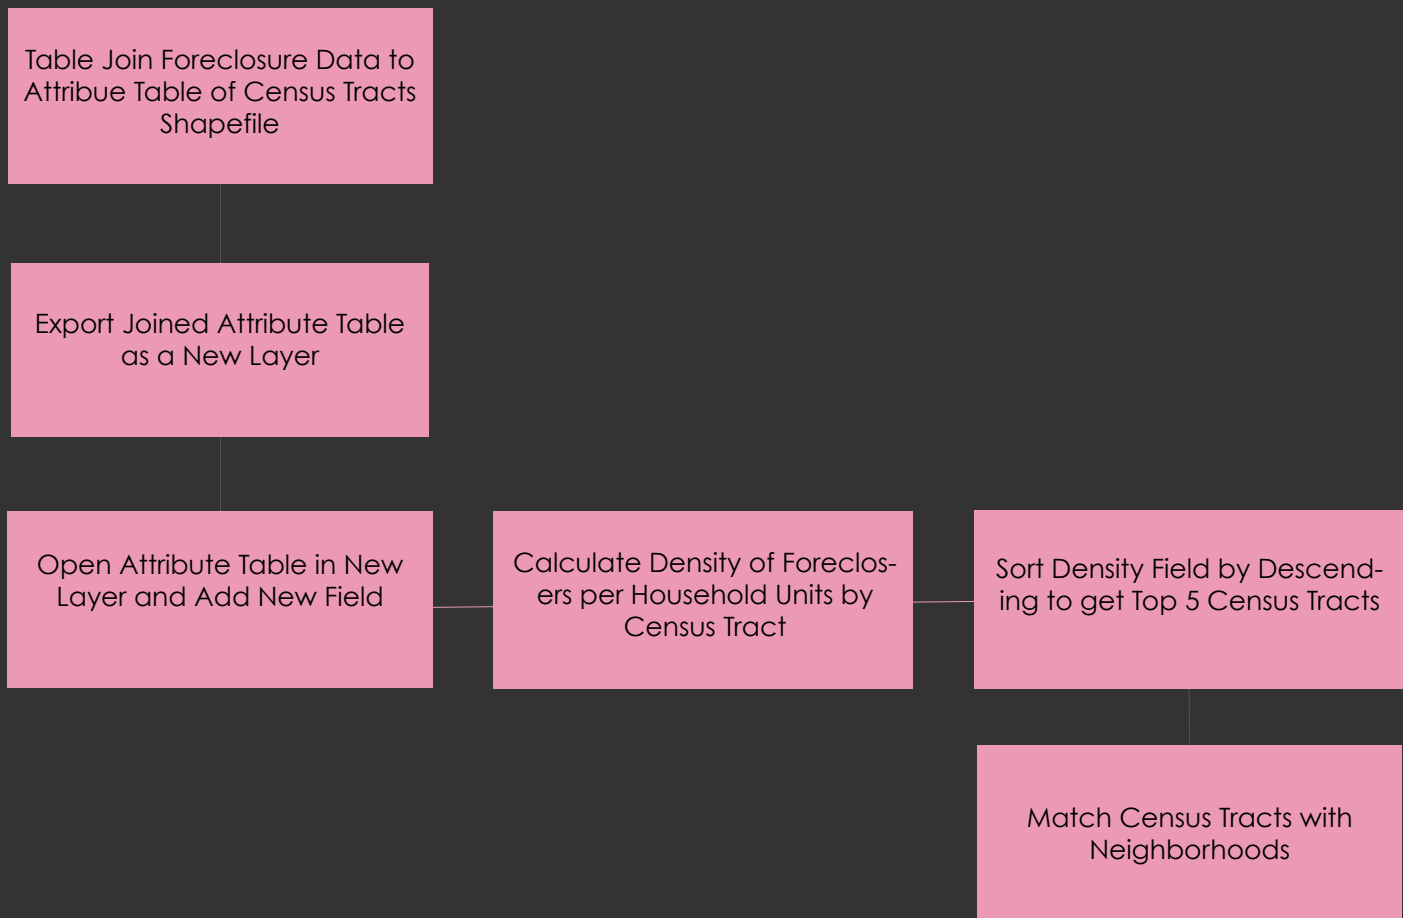 Table Join Foreclosure Data to
Attribue Table of Census Tracts
Shapefile
Export Joined Attribute Table
as a New Layer
Open Attribute Table in New
Layer and Add New Field
Calculate Density of Foreclos-
ers per Household Units by
Census Tract
Sort Density Field by Descend-
ing to get Top 5 Census Tracts
Match Census Tracts with
Neighborhoods